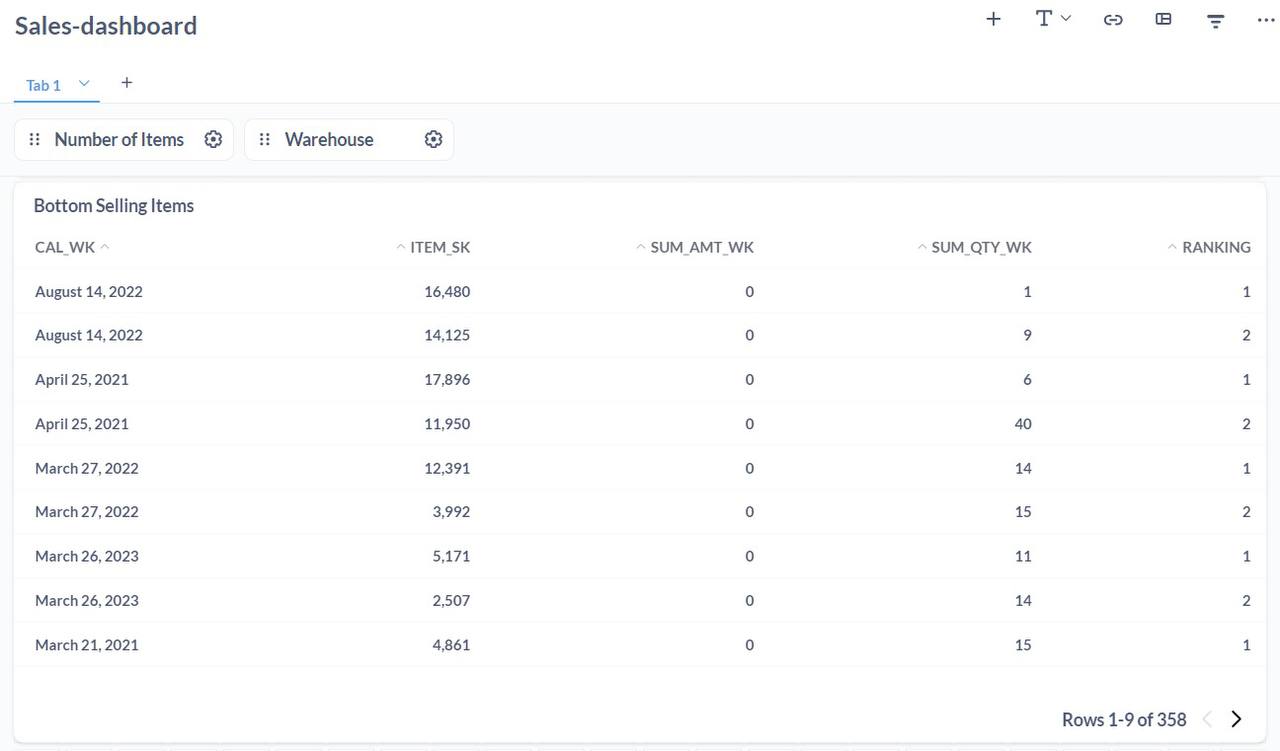 Sales-dashboard
Tab 1
Number of Items Warehouse
Bottom Selling Items
CAL_WK ITEM_SK SUM_AMT_WK SUM_QTY_WK RANKING
August 14, 2022 16,480 0 1 1
August 14, 2022 14,125 0 9 2
April 25, 2021 17,896 0 6 1
April 25, 2021 11,950 0 40 2
March 27, 2022 12,391 0 14 1
March 27, 2022 3,992 0 15 2
March 26, 2023 5,171 0 11 1
March 26, 2023 2,507 0 14 2
March 21, 2021 4,861 0 15 1
Rows 1-9 of 358